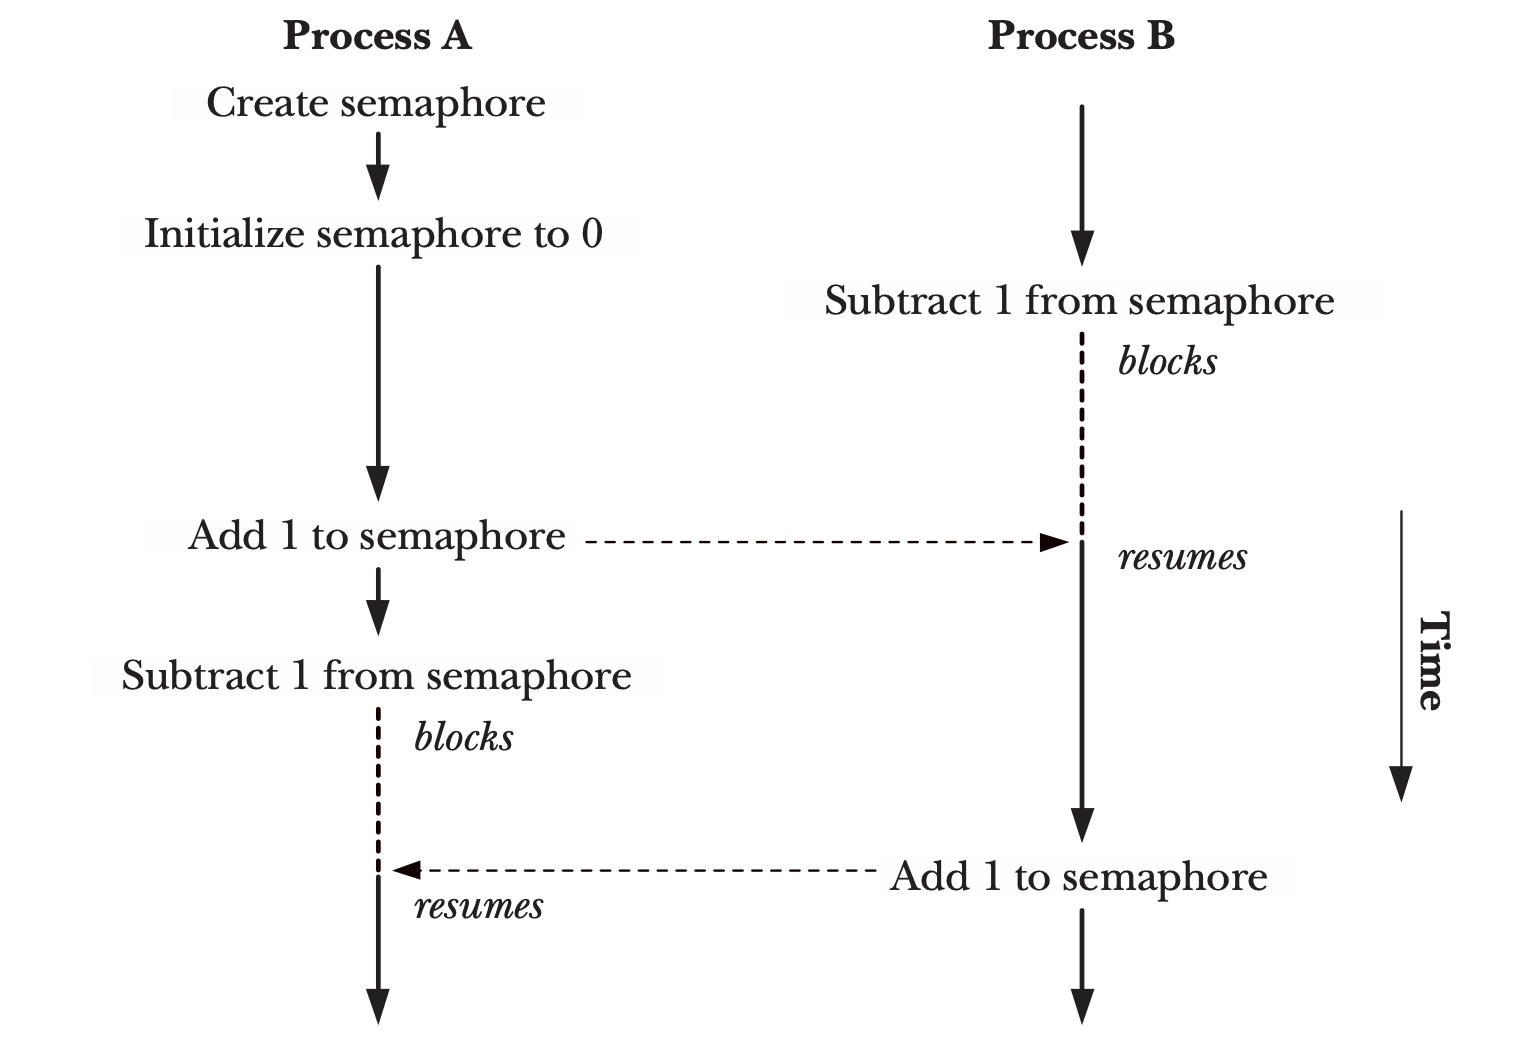 Process A
Process B
Create semaphore
Initialize semaphore to 0
Subtract 1 from semaphore
blocks
Add 1 to semaphore
resumes
Time
Subtract 1 from semaphore
blocks
Add 1 to semaphore
resumes